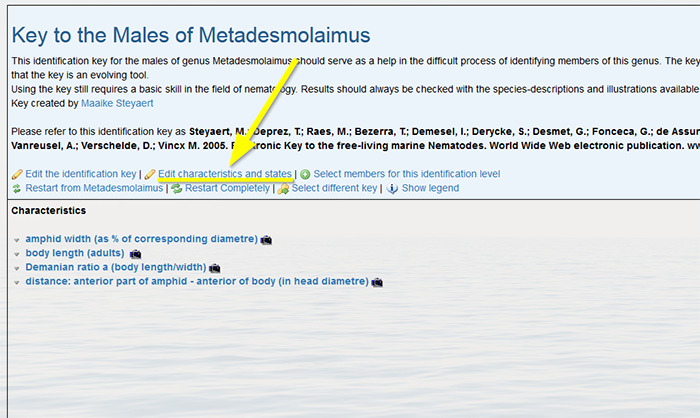 Key to the Males of Metadesmolaimus
This identification key for the males of genus Metadesmolaimus should serve as a help in the difficult process of identifying members of this genus. The key
that the key is an evolving tool.
Using the key still requires a basic skill in the field of nematology. Results should always be checked with the species-descriptions and illustrations available
Key created by Maaike Steyaert
Please refer to this identification key as Steyaert, M.; Deprez, T.; Raes, M.; Bezerra, T.; Demesel, I.; Derycke, S.; Desmet, G.; Fonceca, G.; de Assur
Vanreusel, A.; Verschelde, D.; Vincx M. 2005. Electronic Key to the free-living marine Nematodes. World Wide Web electronic publication. ww
Edit the identification key | Edit characteristics and states | Select members for this identification level
Restart from Metadesmolaimus | Restart Completely | Select different key | Show legend
Characteristics
amphid width (as % of corresponding diametre)
body length (adults)
Demanian ratio a (body length/width)
distance: anterior part of amphid - anterior of body (in head diametre)